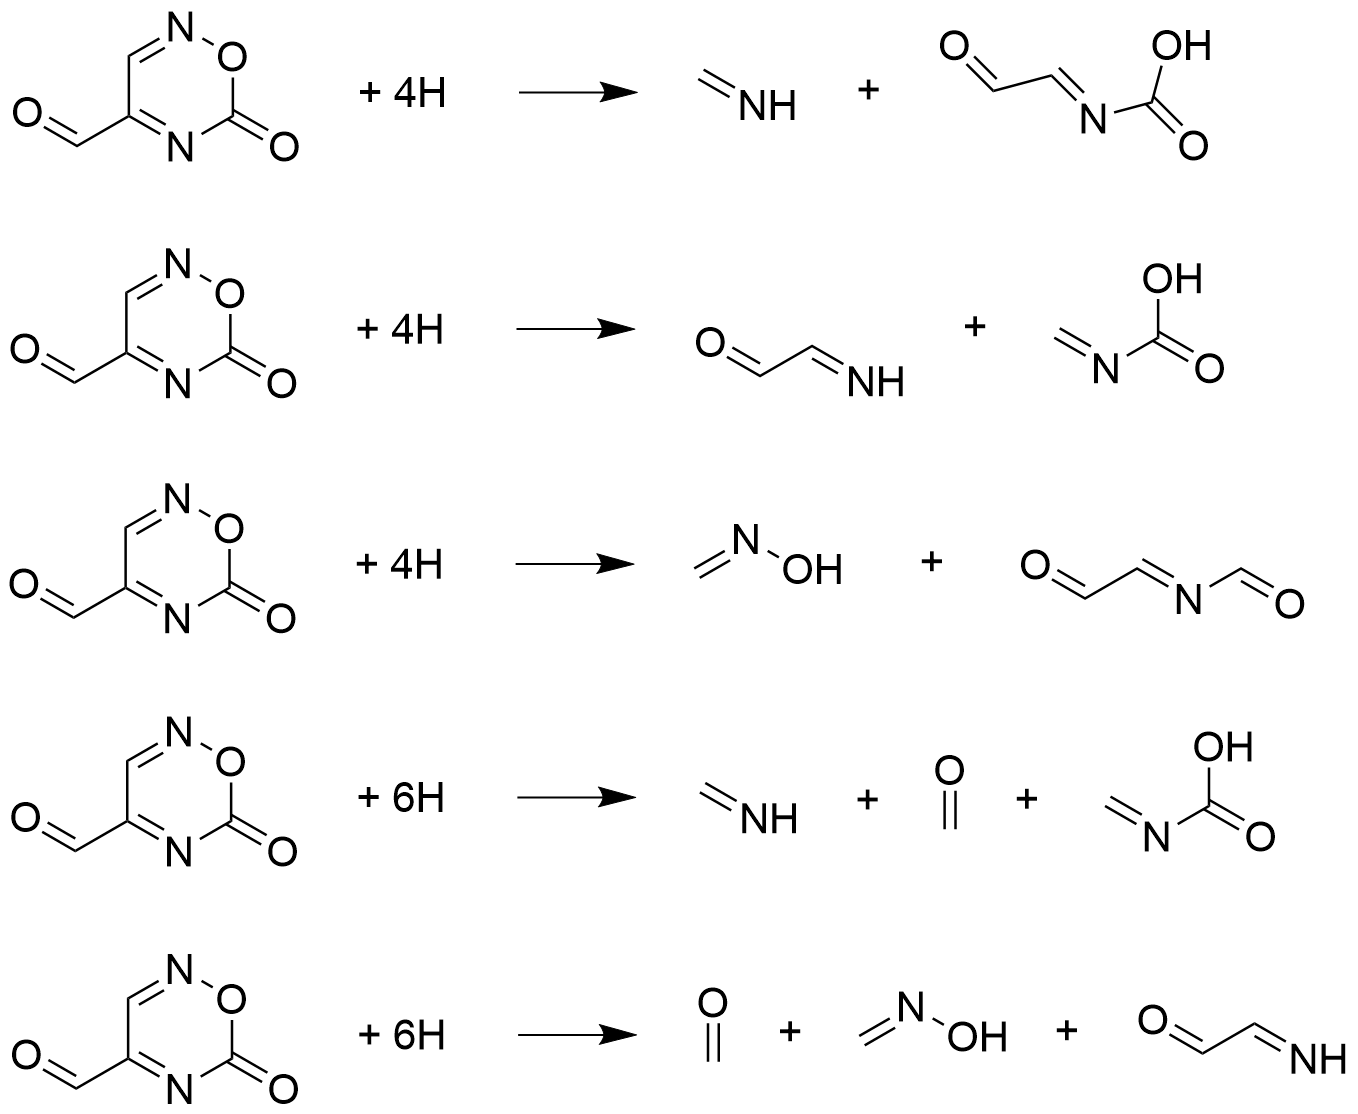 N O O N O + 4H NH + O N OH O
N O O N O + 4H O NH + N OH O
N O O N O + 4H N OH + O N O
N O O N O + 6H NH + O + N OH O
N O O N O + 6H O + N OH + O NH